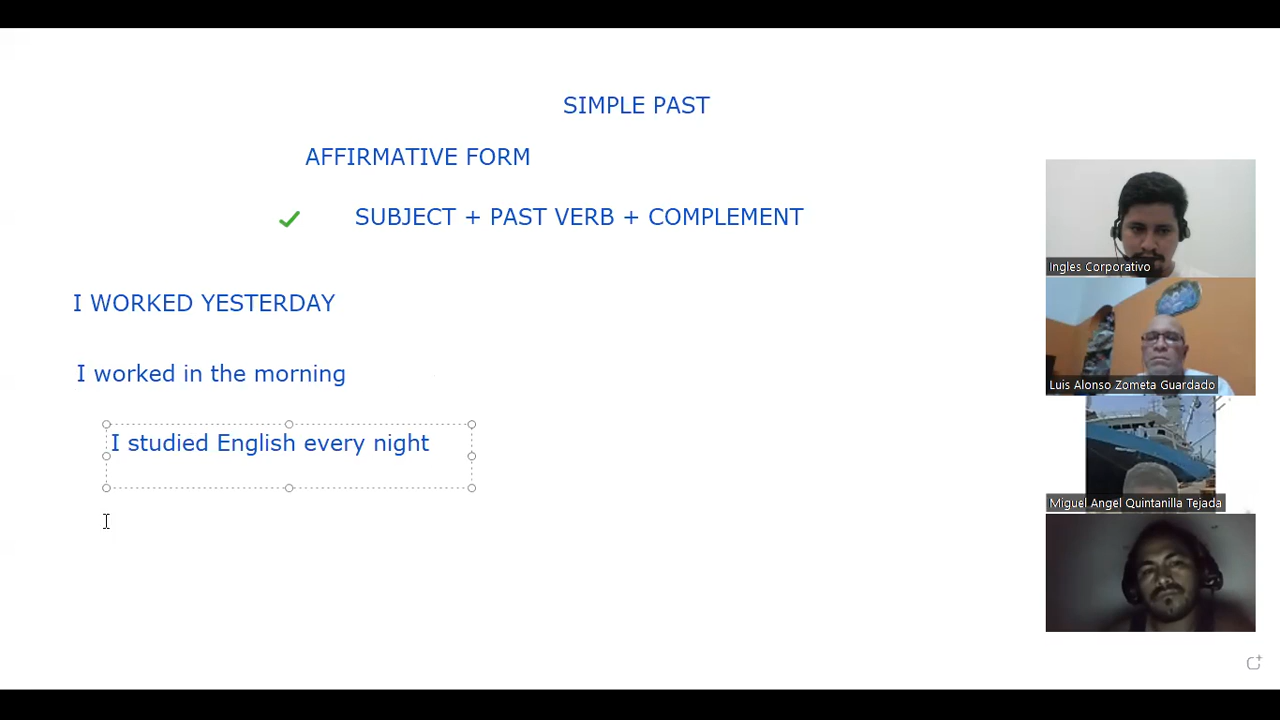 SIMPLE PAST
AFFIRMATIVE FORM
SUBJECT + PAST VERB + COMPLEMENT
I WORKED YESTERDAY
I worked in the morning
I studied English every night
Ingles Corporativo
Luis Alonso Zometa Guardado
Miguel Angel Quintanilla Tejada